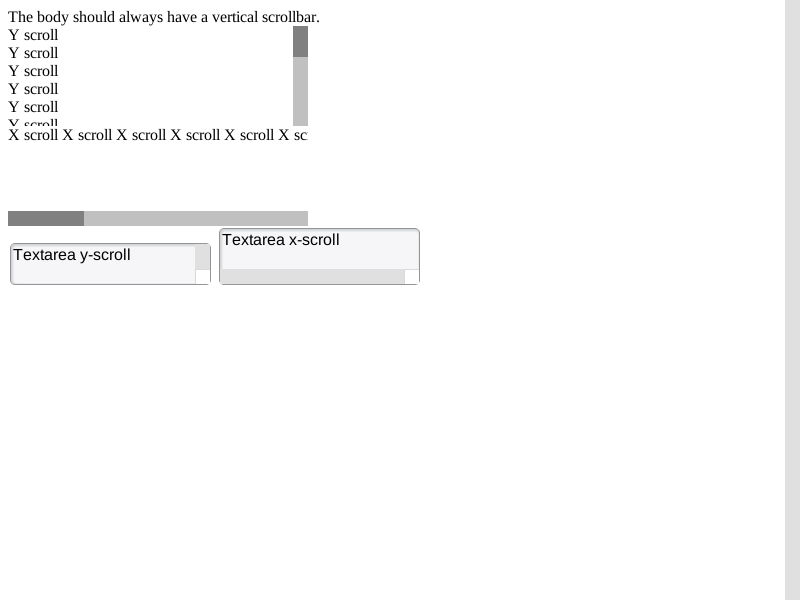 The body should always have a vertical scrollbar.
Y scroll
Y scroll
Y scroll
Y scroll
Y scroll
Y scroll
X scroll X scroll X scroll X scroll X scroll X sc
Textarea y-scroll
Textarea x-scroll